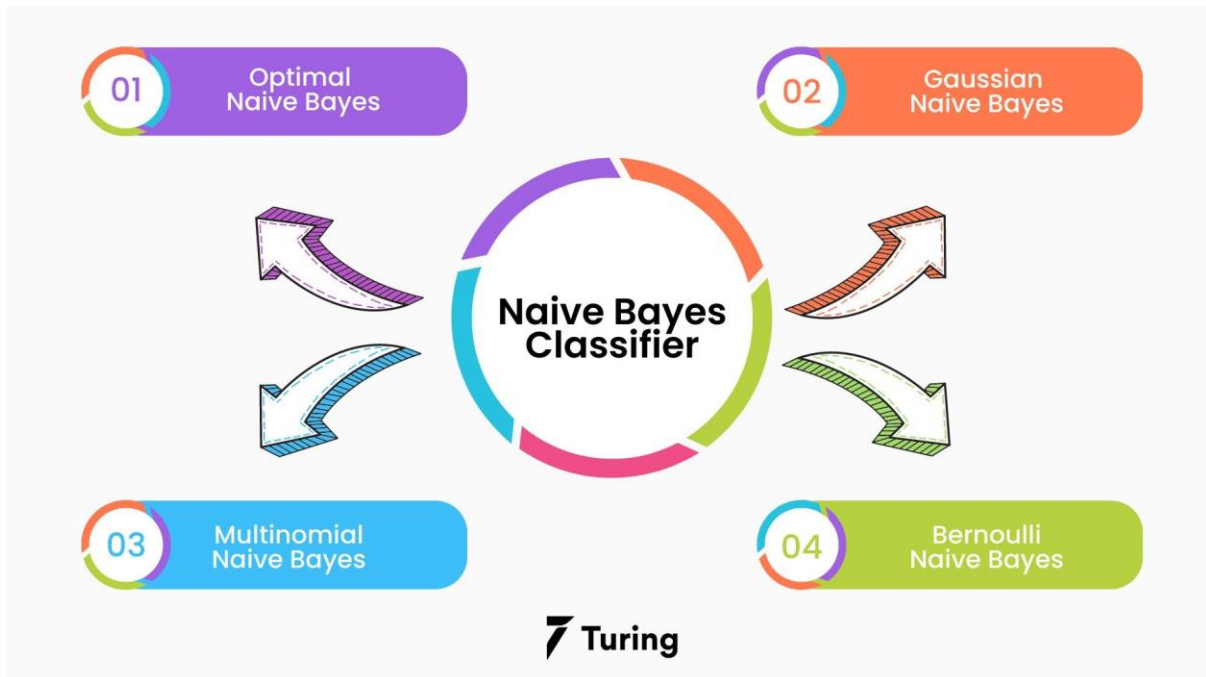 01
Optimal
Naive Bayes
02
Gaussian
Naive Bayes
Naive Bayes
Classifier
03
Multinomial
Naive Bayes
04
Bernoulli
Naive Bayes
Turing